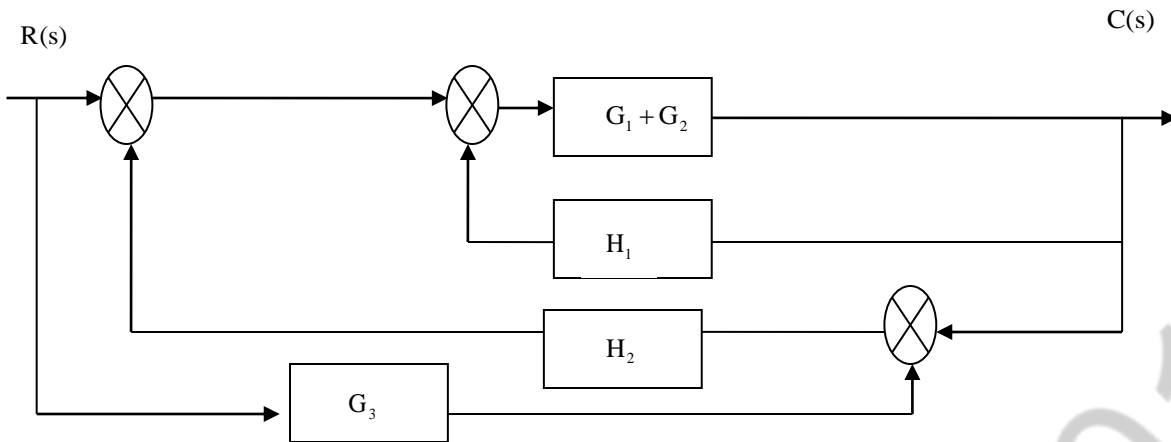 C(s)
R(s)
G₁ + G₂
H₁
H₂
G₃